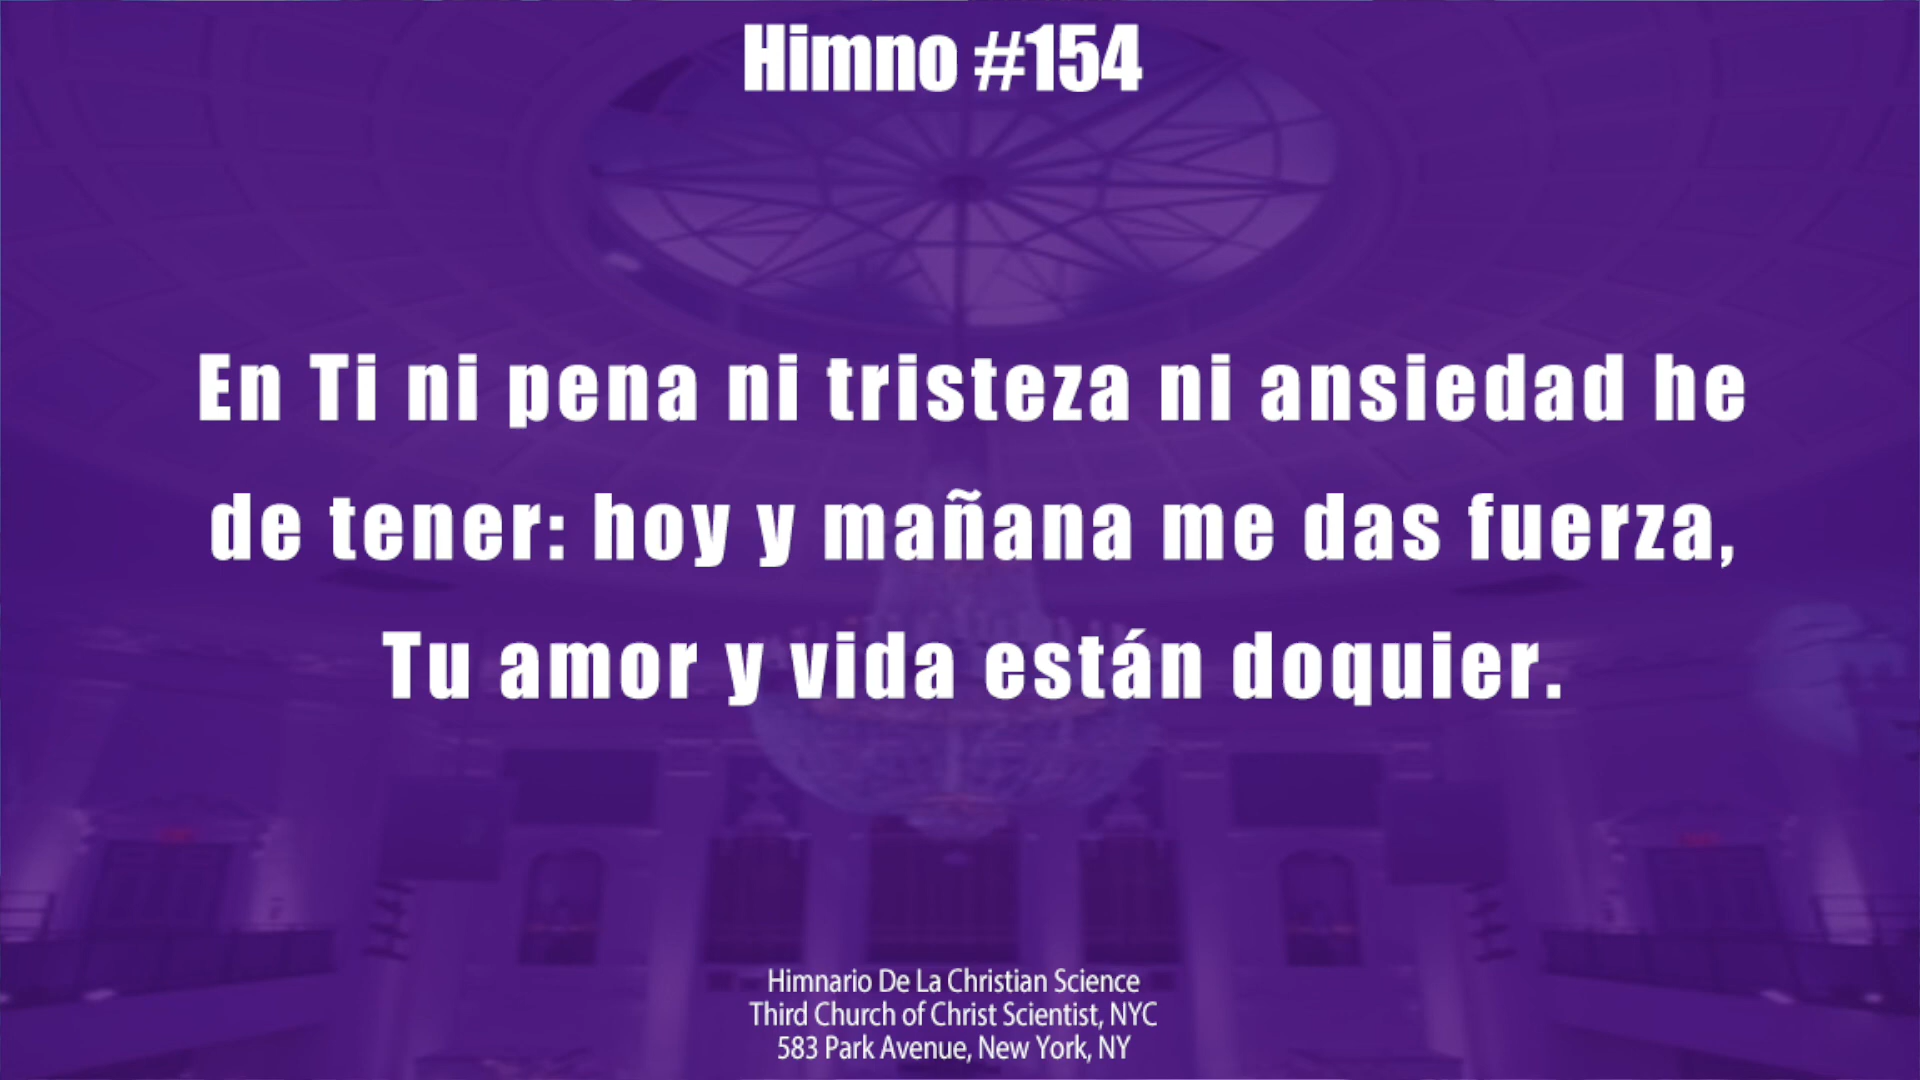 Himno #154
En Ti ni pena ni tristeza ni ansiedad he
de tener: hoy y mañana me das fuerza,
Tu amor y vida están doquier.
Himnario De La Christian Science
Third Church of Christ Scientist, NYC
583 Park Avenue, New York, NY